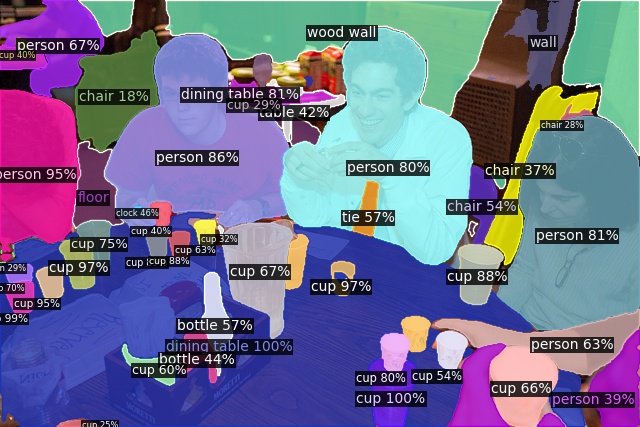 wood wall
wall
person 67%
cup 40%
chair 18%
dining table 81%
cup 29%
table 42%
chair 28%
person 86%
person 80%
chair 37%
person 95%
floor
chair 54%
clock 46%
tie 57%
person 81%
cup 75%
cup 32%
cup 63%
cup 88%
cup 97%
cup 67%
cup 97%
cup 88%
29%
70%
cup 95%
99%
bottle 57%
dining table 100%
bottle 44%
cup 60%
person 63%
cup 80%
cup 54%
cup 66%
cup 100%
person 39%
cup 25%